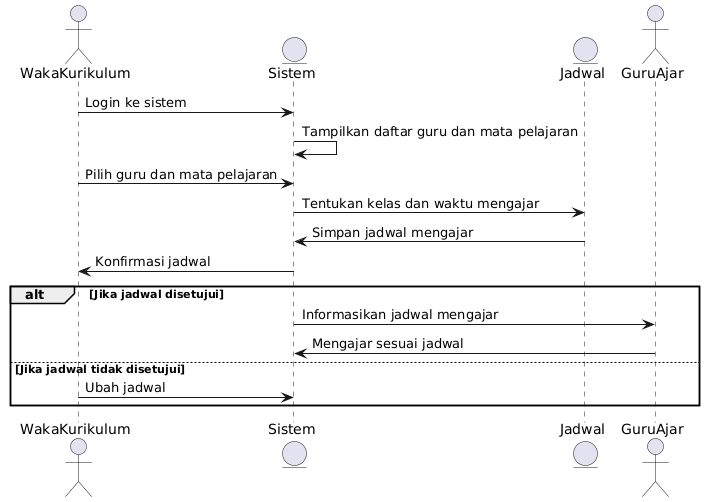 WakaKurikulum
Sistem
Jadwal
GuruAjar
Login ke sistem
Tampilkan daftar guru dan mata pelajaran
Pilih guru dan mata pelajaran
Tentukan kelas dan waktu mengajar
Simpan jadwal mengajar
Konfirmasi jadwal
alt [Jika jadwal disetujui]
Informasikan jadwal mengajar
Mengajar sesuai jadwal
[Jika jadwal tidak disetujui]
Ubah jadwal
WakaKurikulum
Sistem
Jadwal
GuruAjar